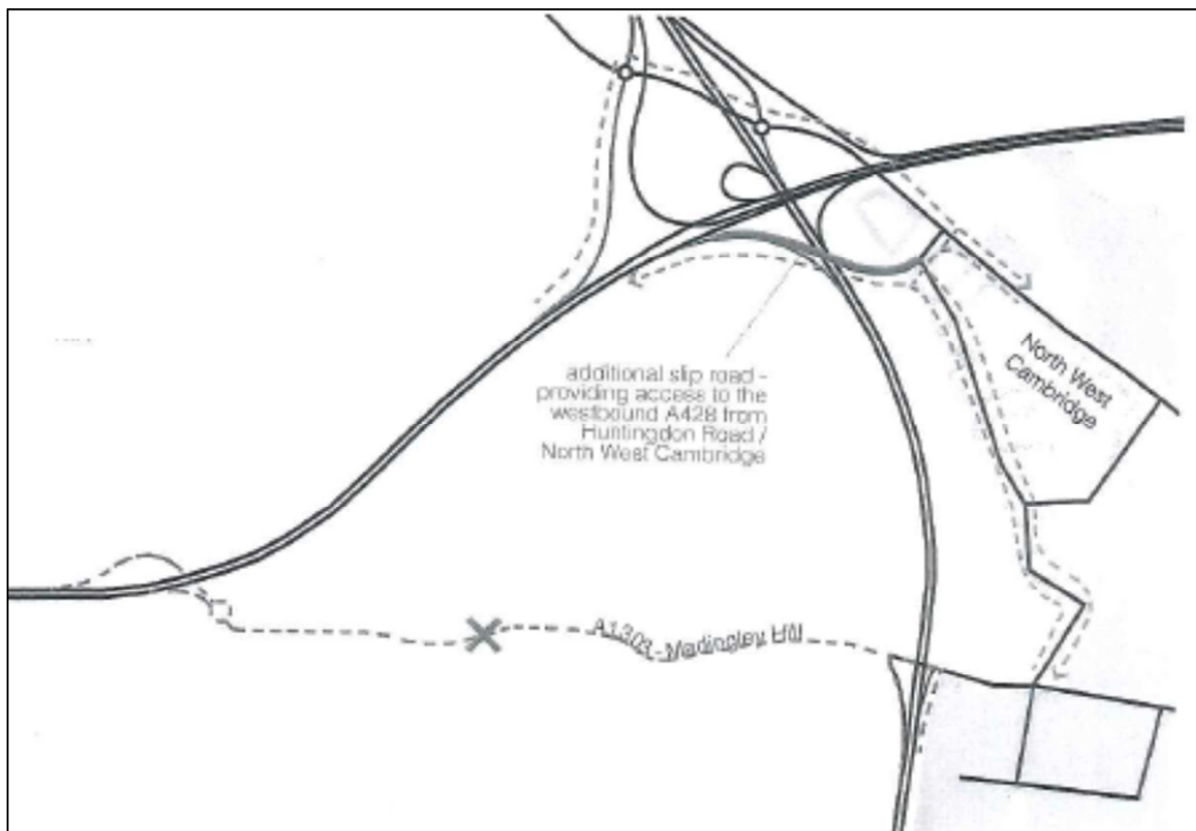 additional slip road -
providing access to the
westbound A428 from
Huntingdon Road /
North West Cambridge
North West
Cambridge
A1303 - Madingley Hill